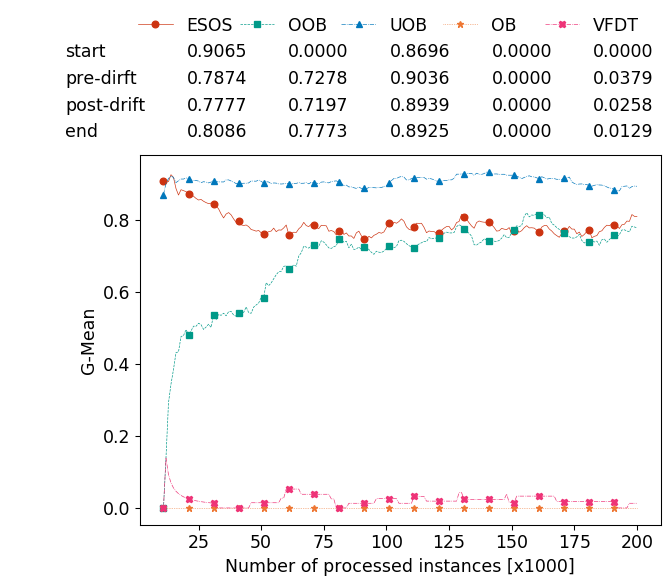 ESOS OOB UOB OB VFDT
start 0.9065 0.0000 0.8696 0.0000 0.0000
pre-dirft 0.7874 0.7278 0.9036 0.0000 0.0379
post-drift 0.7777 0.7197 0.8939 0.0000 0.0258
end 0.8086 0.7773 0.8925 0.0000 0.0129
G-Mean
0.8
0.6
0.4
0.2
0.0
25 50 75 100 125 150 175 200
Number of processed instances [x1000]